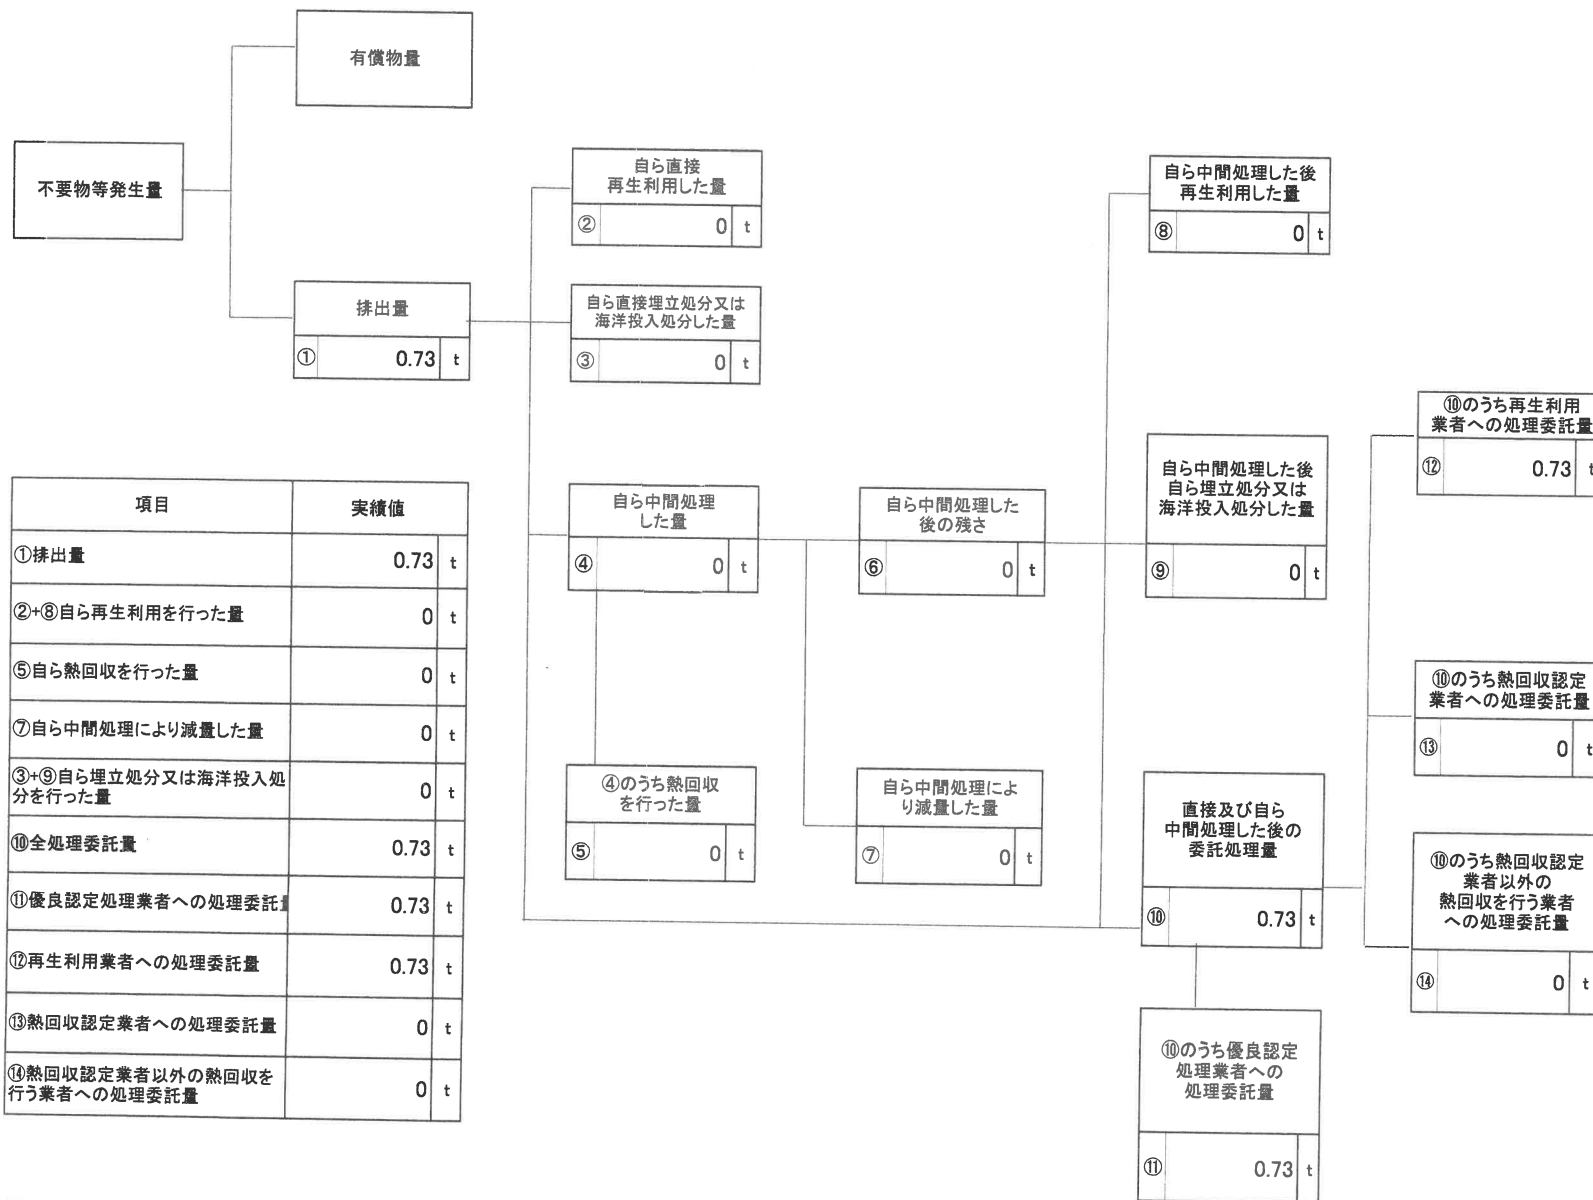 有償物量
不要物等発生量
排出量
① 0.73 t
自ら直接
再生利用した量
② 0 t
自ら直接埋立処分又は
海洋投入処分した量
③ 0 t
自ら中間処理
した量
④ 0 t
④のうち熱回収
を行った量
⑤ 0 t
自ら中間処理した
後の残さ
⑥ 0 t
自ら中間処理によ
り減量した量
⑦ 0 t
自ら中間処理した後
再生利用した量
⑧ 0 t
自ら中間処理した後
自ら埋立処分又は
海洋投入処分した量
⑨ 0 t
直接及び自ら
中間処理した後の
委託処理量
⑩ 0.73 t
⑩のうち優良認定
処理業者への
処理委託量
⑪ 0.73 t
⑩のうち再生利用
業者への処理委託量
⑫ 0.73 t
⑩のうち熱回収認定
業者への処理委託量
⑬ 0 t
⑩のうち熱回収認定
業者以外の
熱回収を行う業者
への処理委託量
⑭ 0 t
項目 実績値
①排出量 0.73 t
②+⑧自ら再生利用を行った量 0 t
⑤自ら熱回収を行った量 0 t
⑦自ら中間処理により減量した量 0 t
③+⑨自ら埋立処分又は海洋投入処
分を行った量 0 t
⑩全処理委託量 0.73 t
⑪優良認定処理業者への処理委託量 0.73 t
⑫再生利用業者への処理委託量 0.73 t
⑬熱回収認定業者への処理委託量 0 t
⑭熱回収認定業者以外の熱回収を
行う業者への処理委託量 0 t